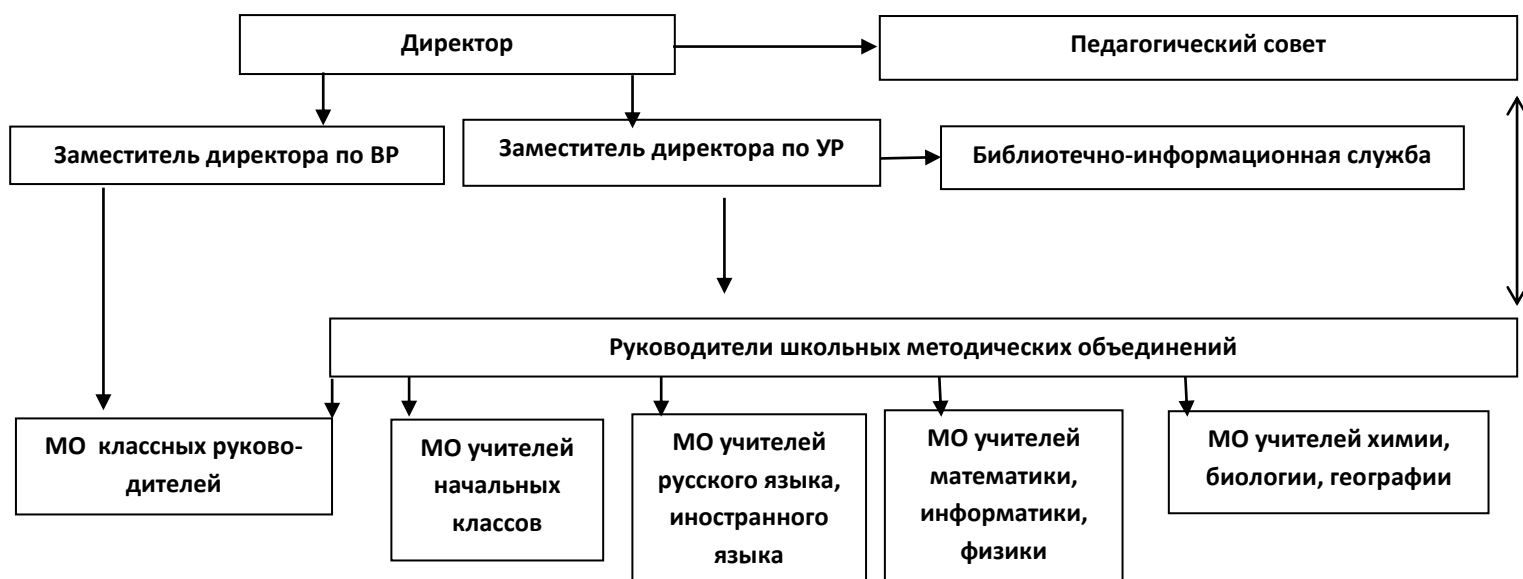 Директор
Педагогический совет
Заместитель директора по ВР
Заместитель директора по УР
Библиотечно-информационная служба
Руководители школьных методических объединений
МО классных руково-
дителей
МО учителей
начальных
классов
МО учителей
русского языка,
иностранного
языка
МО учителей
математики,
информатики,
физики
МО учителей химии,
биологии, географии